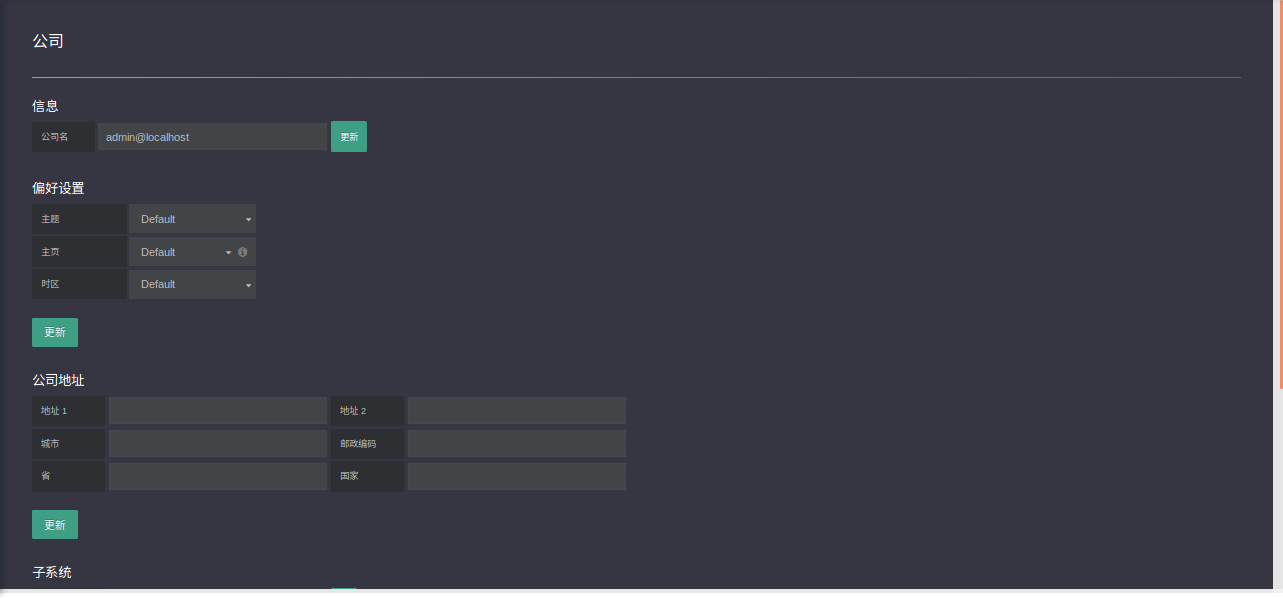 公司
信息
公司名 admin@localhost 更新
偏好设置
主题 Default
主页 Default
时区 Default
更新
公司地址
地址 1 地址 2
城市 邮政编码
省 国家
更新
子系统